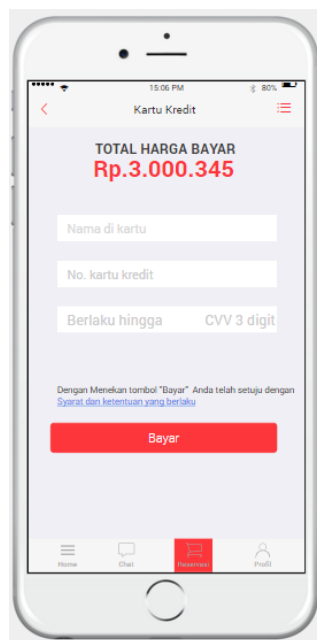 15:06 PM 80%
Kartu Kredit
TOTAL HARGA BAYAR
Rp.3.000.345
Nama di kartu
No. kartu kredit
Berlaku hingga CVV 3 digit
Dengan Menekan tombol "Bayar" Anda telah setuju dengan
Syarat dan ketentuan yang berlaku
Bayar
Home Chat Reservasi Profil